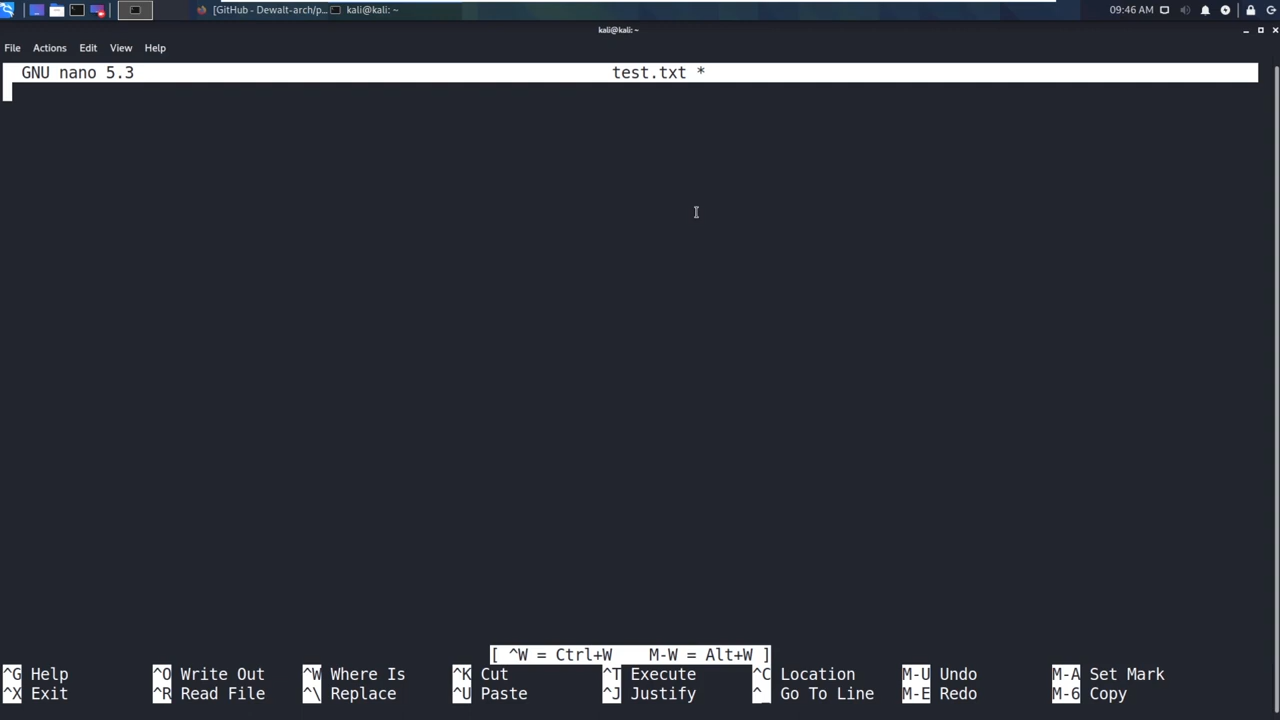 [GitHub - Dewalt-arch/p... kali@kali: ~ 09:46 AM
kali@kali: ~
File Actions Edit View Help
GNU nano 5.3 test.txt *
[ ^W = Ctrl+W M-W = Alt+W ]
^G Help ^O Write Out ^W Where Is ^K Cut ^T Execute ^C Location M-U Undo M-A Set Mark
^X Exit ^R Read File ^\ Replace ^U Paste ^J Justify ^_ Go To Line M-E Redo M-6 Copy